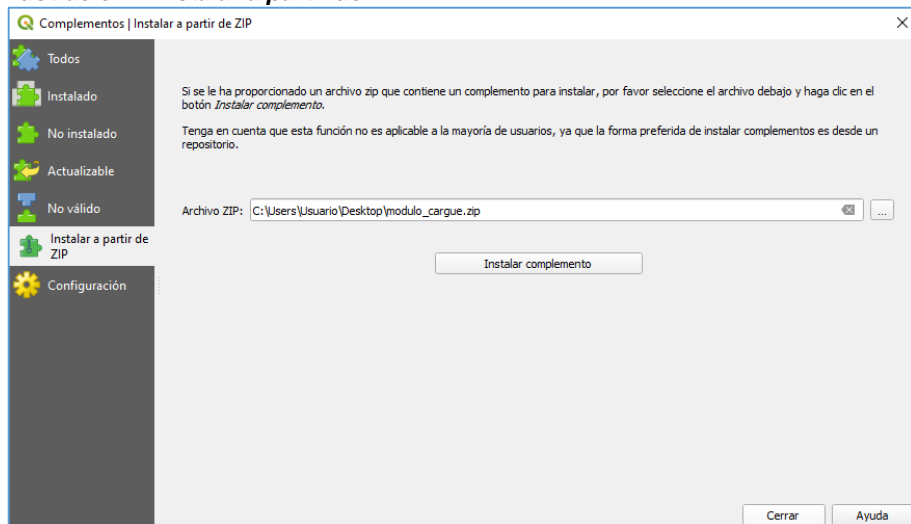 Complementos | Instalar a partir de ZIP
Todos
Instalado
No instalado
Actualizable
No válido
Instalar a partir de
ZIP
Configuración
Si se le ha proporcionado un archivo zip que contiene un complemento para instalar, por favor seleccione el archivo debajo y haga clic en el
botón Instalar complemento.
Tenga en cuenta que esta función no es aplicable a la mayoría de usuarios, ya que la forma preferida de instalar complementos es desde un
repositorio.
Archivo ZIP: C:\Users\Usuario\Desktop\modulo_cargue.zip ...
Instalar complemento
Cerrar Ayuda